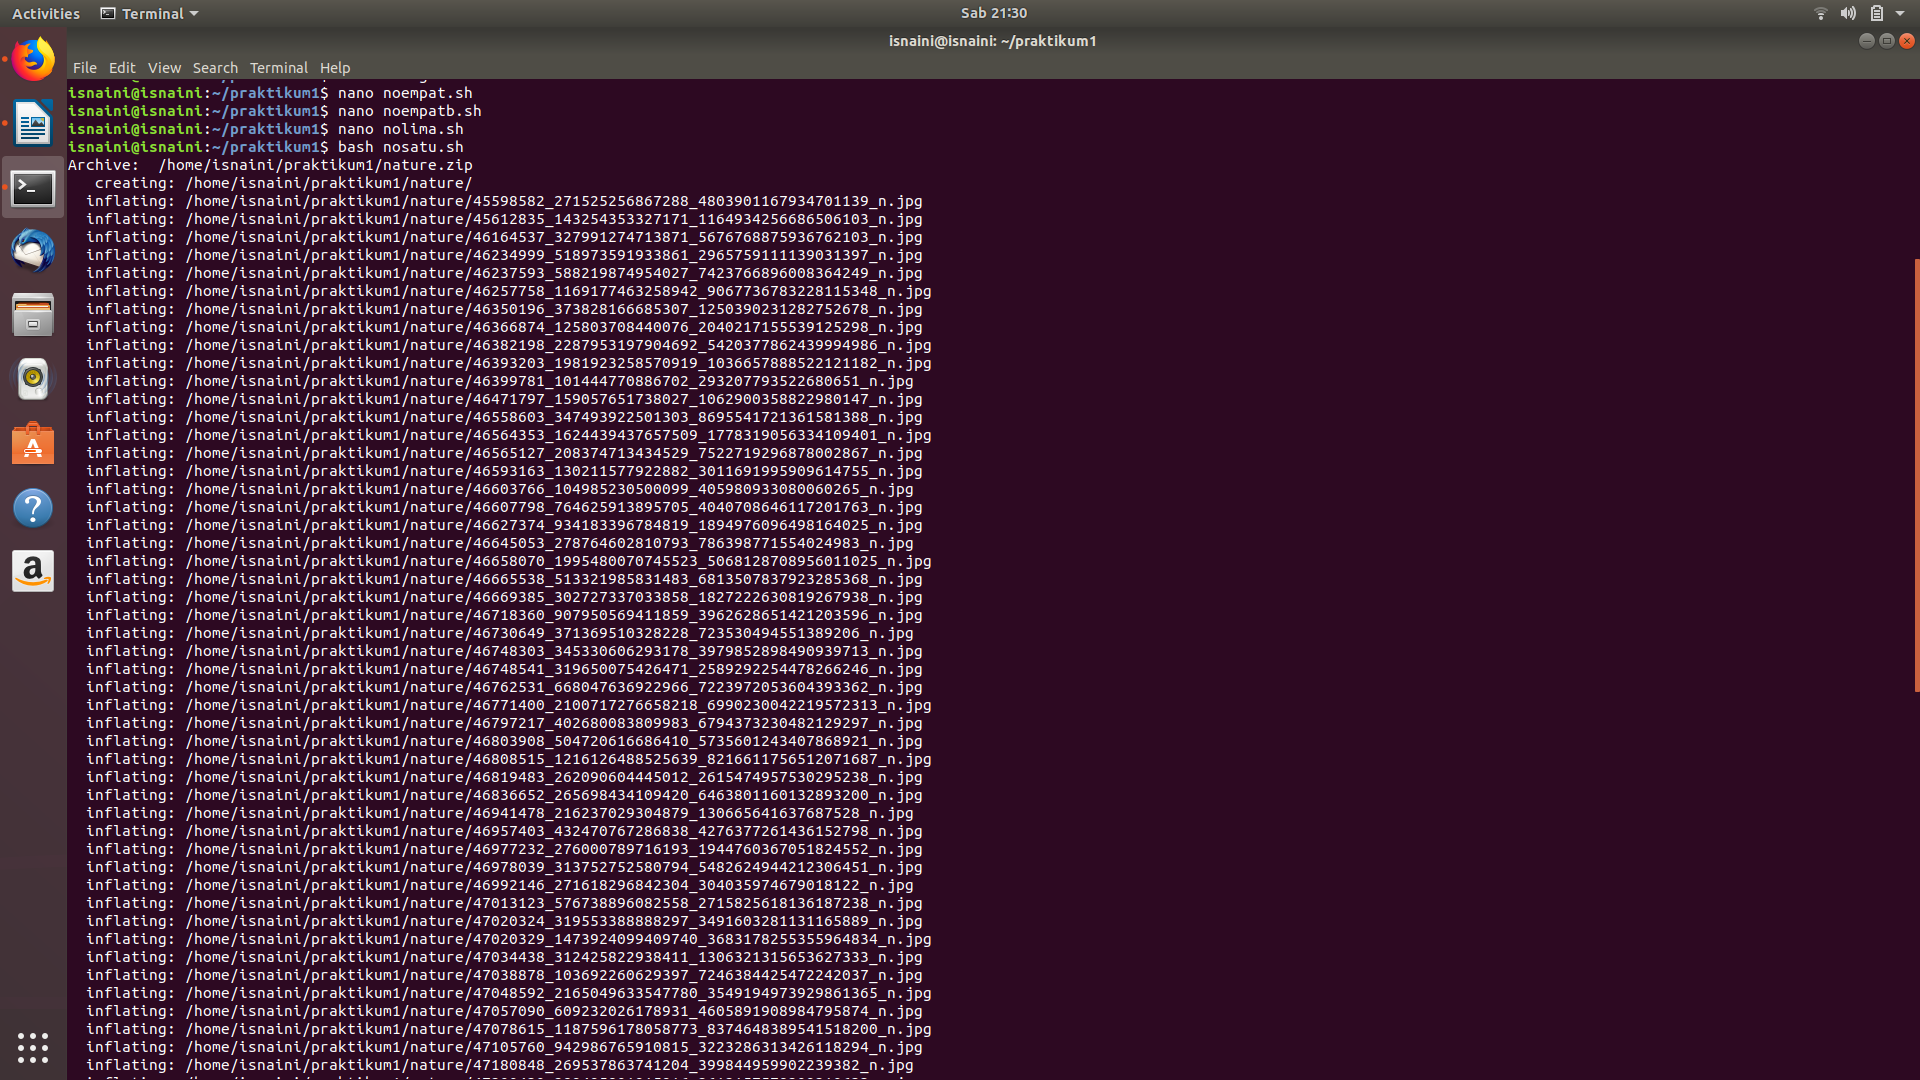 Activities
Terminal
Sab 21:30
isnaini@isnaini: ~/praktikum1
File Edit View Search Terminal Help
isnaini@isnaini:~/praktikum1$ nano noempat.sh
isnaini@isnaini:~/praktikum1$ nano noempatb.sh
isnaini@isnaini:~/praktikum1$ nano nolima.sh
isnaini@isnaini:~/praktikum1$ bash nosatu.sh
Archive:  /home/isnaini/praktikum1/nature.zip
creating: /home/isnaini/praktikum1/nature/
inflating: /home/isnaini/praktikum1/nature/45598582_271525256867288_4803901167934701139_n.jpg
inflating: /home/isnaini/praktikum1/nature/45612835_143254353327171_1164934256686506103_n.jpg
inflating: /home/isnaini/praktikum1/nature/46164537_327991274713871_5676768875936762103_n.jpg
inflating: /home/isnaini/praktikum1/nature/46234999_518973591933861_2965759111139031397_n.jpg
inflating: /home/isnaini/praktikum1/nature/46237593_588219874954027_7423766896008364249_n.jpg
inflating: /home/isnaini/praktikum1/nature/46257758_1169177463258942_9067736783228115348_n.jpg
inflating: /home/isnaini/praktikum1/nature/46350196_373828166685307_1250390231282752678_n.jpg
inflating: /home/isnaini/praktikum1/nature/46366874_125803708440076_2040217155539125298_n.jpg
inflating: /home/isnaini/praktikum1/nature/46382198_2287953197904692_5420377862439994986_n.jpg
inflating: /home/isnaini/praktikum1/nature/46393203_1981923258570919_1036657888522121182_n.jpg
inflating: /home/isnaini/praktikum1/nature/46399781_101444770886702_293207793522680651_n.jpg
inflating: /home/isnaini/praktikum1/nature/46471797_159057651738027_1062900358822980147_n.jpg
inflating: /home/isnaini/praktikum1/nature/46558603_347493922501303_8695541721361581388_n.jpg
inflating: /home/isnaini/praktikum1/nature/46564353_1624439437657509_1778319056334109401_n.jpg
inflating: /home/isnaini/praktikum1/nature/46565127_208374713434529_7522719296878002867_n.jpg
inflating: /home/isnaini/praktikum1/nature/46593163_130211577922882_3011691995909614755_n.jpg
inflating: /home/isnaini/praktikum1/nature/46603766_104985230500099_405980933080060265_n.jpg
inflating: /home/isnaini/praktikum1/nature/46607798_764625913895705_4040708646117201763_n.jpg
inflating: /home/isnaini/praktikum1/nature/46627374_934183396784819_1894976096498164025_n.jpg
inflating: /home/isnaini/praktikum1/nature/46645053_278764602810793_786398771554024983_n.jpg
inflating: /home/isnaini/praktikum1/nature/46658070_1995480070745523_5068128708956011025_n.jpg
inflating: /home/isnaini/praktikum1/nature/46665538_513321985831483_6813507837923285368_n.jpg
inflating: /home/isnaini/praktikum1/nature/46669385_302727337033858_1827222630819267938_n.jpg
inflating: /home/isnaini/praktikum1/nature/46718360_907950569411859_3962628651421203596_n.jpg
inflating: /home/isnaini/praktikum1/nature/46730649_371369510328228_723530494551389206_n.jpg
inflating: /home/isnaini/praktikum1/nature/46748303_345330606293178_3979852898490939713_n.jpg
inflating: /home/isnaini/praktikum1/nature/46748541_319650075426471_2589292254478266246_n.jpg
inflating: /home/isnaini/praktikum1/nature/46762531_668047636922966_7223972053604393362_n.jpg
inflating: /home/isnaini/praktikum1/nature/46771400_2100717276658218_6990230042219572313_n.jpg
inflating: /home/isnaini/praktikum1/nature/46797217_402680083809983_6794373230482129297_n.jpg
inflating: /home/isnaini/praktikum1/nature/46803908_504720616686410_5735601243407868921_n.jpg
inflating: /home/isnaini/praktikum1/nature/46808515_1216126488525639_8216611756512071687_n.jpg
inflating: /home/isnaini/praktikum1/nature/46819483_262090604445012_2615474957530295238_n.jpg
inflating: /home/isnaini/praktikum1/nature/46836652_265698434109420_6463801160132893200_n.jpg
inflating: /home/isnaini/praktikum1/nature/46941478_216237029304879_130665641637687528_n.jpg
inflating: /home/isnaini/praktikum1/nature/46957403_432470767286838_4276377261436152798_n.jpg
inflating: /home/isnaini/praktikum1/nature/46977232_276000789716193_1944760367051824552_n.jpg
inflating: /home/isnaini/praktikum1/nature/46978039_313752752580794_5482624944212306451_n.jpg
inflating: /home/isnaini/praktikum1/nature/46992146_271618296842304_304035974679018122_n.jpg
inflating: /home/isnaini/praktikum1/nature/47013123_576738896082558_2715825618136187238_n.jpg
inflating: /home/isnaini/praktikum1/nature/47020324_319553388888297_3491603281131165889_n.jpg
inflating: /home/isnaini/praktikum1/nature/47020329_1473924099409740_3683178255355964834_n.jpg
inflating: /home/isnaini/praktikum1/nature/47034438_312425822938411_1306321315653627333_n.jpg
inflating: /home/isnaini/praktikum1/nature/47038878_103692260629397_7246384425472242037_n.jpg
inflating: /home/isnaini/praktikum1/nature/47048592_2165049633547780_3549194973929861365_n.jpg
inflating: /home/isnaini/praktikum1/nature/47057090_609232026178931_4605891908984795874_n.jpg
inflating: /home/isnaini/praktikum1/nature/47078615_1187596178058773_8374648389541518200_n.jpg
inflating: /home/isnaini/praktikum1/nature/47105760_942986765910815_3223286313426118294_n.jpg
inflating: /home/isnaini/praktikum1/nature/47180848_269537863741204_399844959902239382_n.jpg